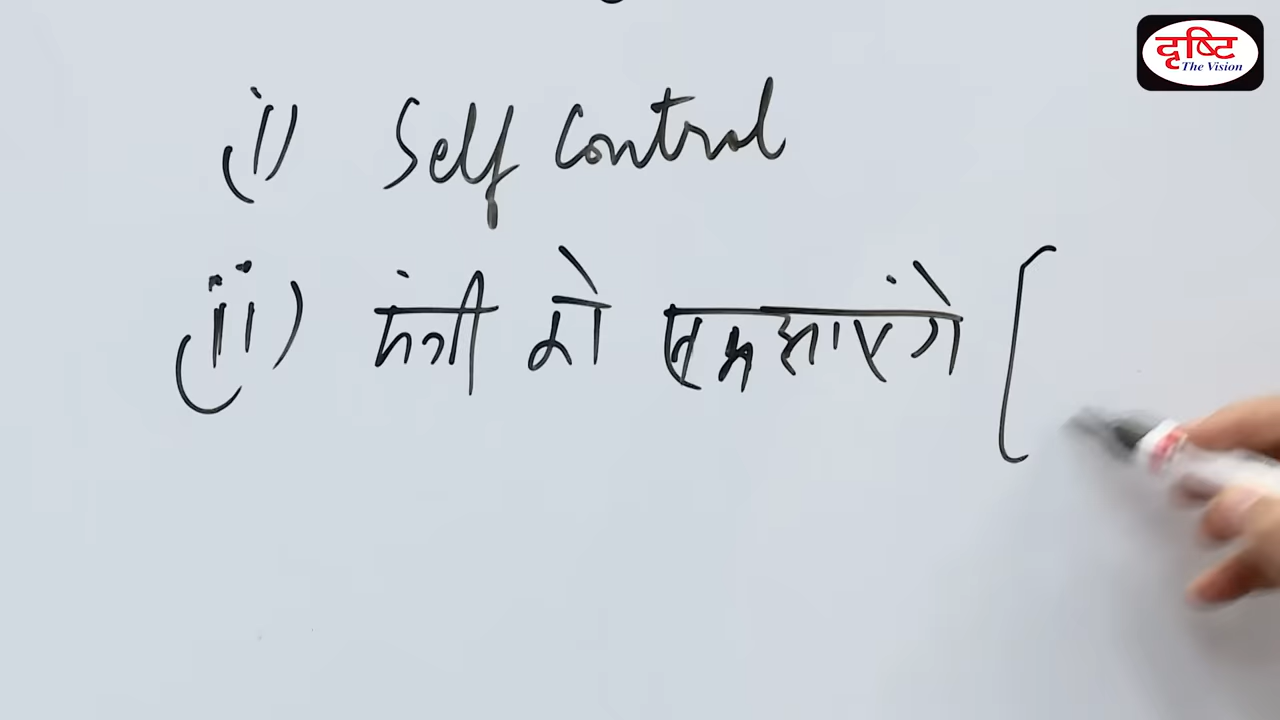 दृष्टि
The Vision
(i) Self Control
(ii) मंत्री को समझाएंगे [